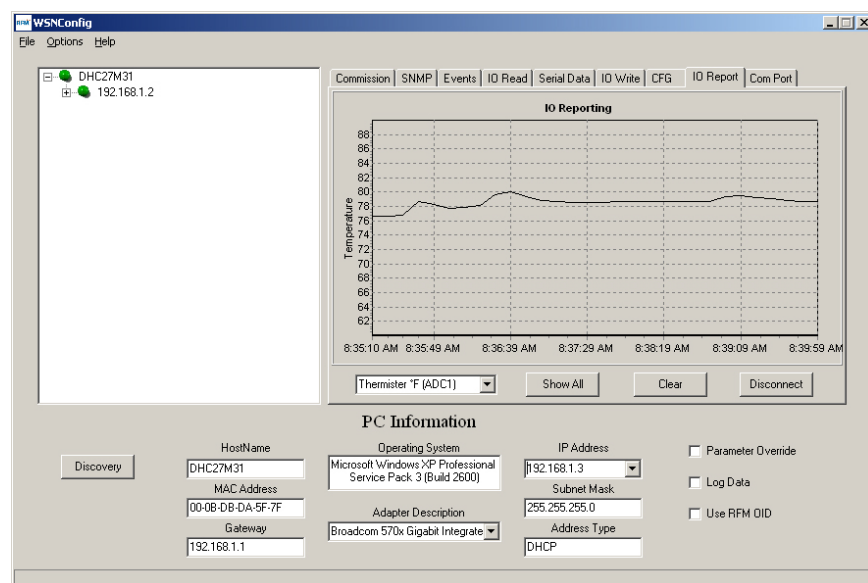 RFM WSNConfig
File Options Help
DHC27M31
192.168.1.2
Commission SNMP Events IO Read Serial Data IO Write CFG IO Report Com Port
IO Reporting
Temperature
88
86
84
82
80
78
76
74
72
70
68
66
64
62
8:35:10 AM 8:35:49 AM 8:36:39 AM 8:37:29 AM 8:38:19 AM 8:39:09 AM 8:39:59 AM
Thermister °F (ADC1) Show All Clear Disconnect
PC Information
Discovery
HostName
DHC27M31
MAC Address
00-0B-DB-DA-5F-7F
Gateway
192.168.1.1
Operating System
Microsoft Windows XP Professional
Service Pack 3 (Build 2600)
Adapter Description
Broadcom 570x Gigabit Integrate
IP Address
192.168.1.3
Subnet Mask
255.255.255.0
Address Type
DHCP
Parameter Override
Log Data
Use RFM OID